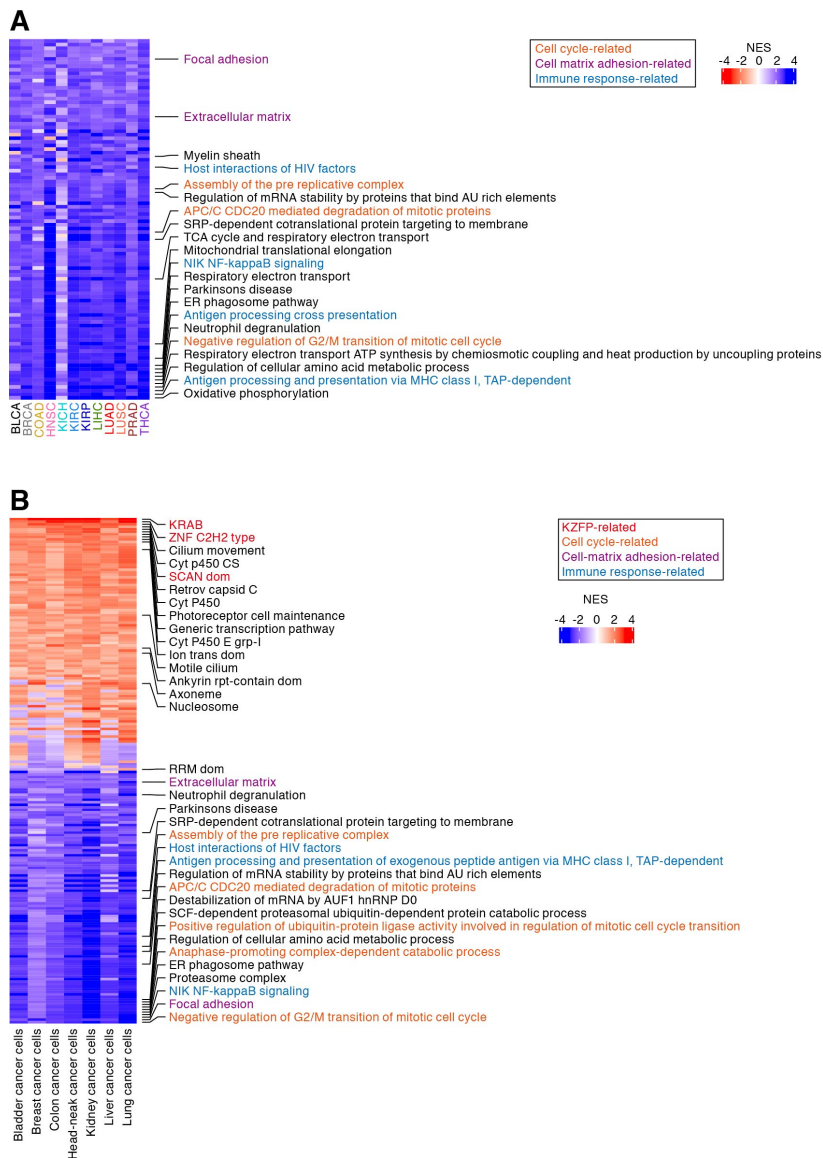 A
Focal adhesion
Extracellular matrix
Myelin sheath
Host interactions of HIV factors
Assembly of the pre replicative complex
Regulation of mRNA stability by proteins that bind AU rich elements
APC/C CDC20 mediated degradation of mitotic proteins
SRP-dependent cotranslational protein targeting to membrane
TCA cycle and respiratory electron transport
Mitochondrial translational elongation
NIK NF-kappaB signaling
Respiratory electron transport
Parkinsons disease
ER phagosome pathway
Antigen processing cross presentation
Neutrophil degranulation
Negative regulation of G2/M transition of mitotic cell cycle
Respiratory electron transport ATP synthesis by chemiosmotic coupling and heat production by uncoupling proteins
Regulation of cellular amino acid metabolic process
Antigen processing and presentation via MHC class I, TAP-dependent
Oxidative phosphorylation
Cell cycle-related
Cell matrix adhesion-related
Immune response-related
NES
-4 -2 0 2 4
BLCA
BRCA
COAD
HNSC
KICH
KIRC
KIRP
LIHC
LUAD
LUSC
PRAD
THCA
B
KRAB
ZNF C2H2 type
Cilium movement
Cyt p450 CS
SCAN dom
Retrov capsid C
Cyt P450
Photoreceptor cell maintenance
Generic transcription pathway
Cyt P450 E grp-I
Ion trans dom
Motile cilium
Ankyrin rpt-contain dom
Axoneme
Nucleosome
RRM dom
Extracellular matrix
Neutrophil degranulation
Parkinsons disease
SRP-dependent cotranslational protein targeting to membrane
Assembly of the pre replicative complex
Host interactions of HIV factors
Antigen processing and presentation of exogenous peptide antigen via MHC class I, TAP-dependent
Regulation of mRNA stability by proteins that bind AU rich elements
APC/C CDC20 mediated degradation of mitotic proteins
Destabilization of mRNA by AUF1 hnRNP D0
SCF-dependent proteasomal ubiquitin-dependent protein catabolic process
Positive regulation of ubiquitin-protein ligase activity involved in regulation of mitotic cell cycle transition
Regulation of cellular amino acid metabolic process
Anaphase-promoting complex-dependent catabolic process
ER phagosome pathway
Proteasome complex
NIK NF-kappaB signaling
Focal adhesion
Negative regulation of G2/M transition of mitotic cell cycle
KZFP-related
Cell cycle-related
Cell-matrix adhesion-related
Immune response-related
NES
-4 -2 0 2 4
Bladder cancer cells
Breast cancer cells
Colon cancer cells
Head-neak cancer cells
Kidney cancer cells
Liver cancer cells
Lung cancer cells